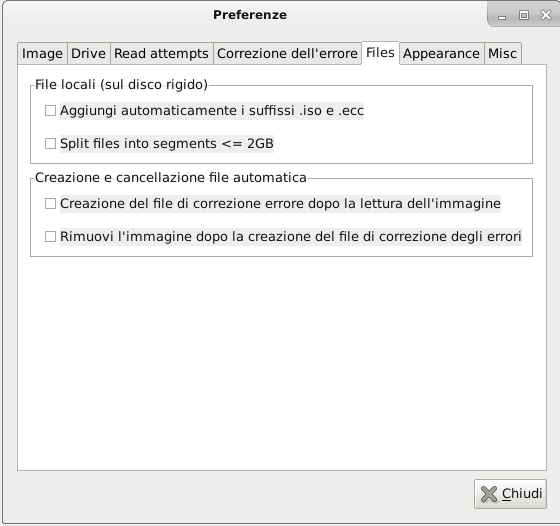 Preferenze
Image Drive Read attempts Correzione dell'errore Files Appearance Misc
File locali (sul disco rigido)
Aggiungi automaticamente i suffissi .iso e .ecc
Split files into segments <= 2GB
Creazione e cancellazione file automatica
Creazione del file di correzione errore dopo la lettura dell'immagine
Rimuovi l'immagine dopo la creazione del file di correzione degli errori
Chiudi